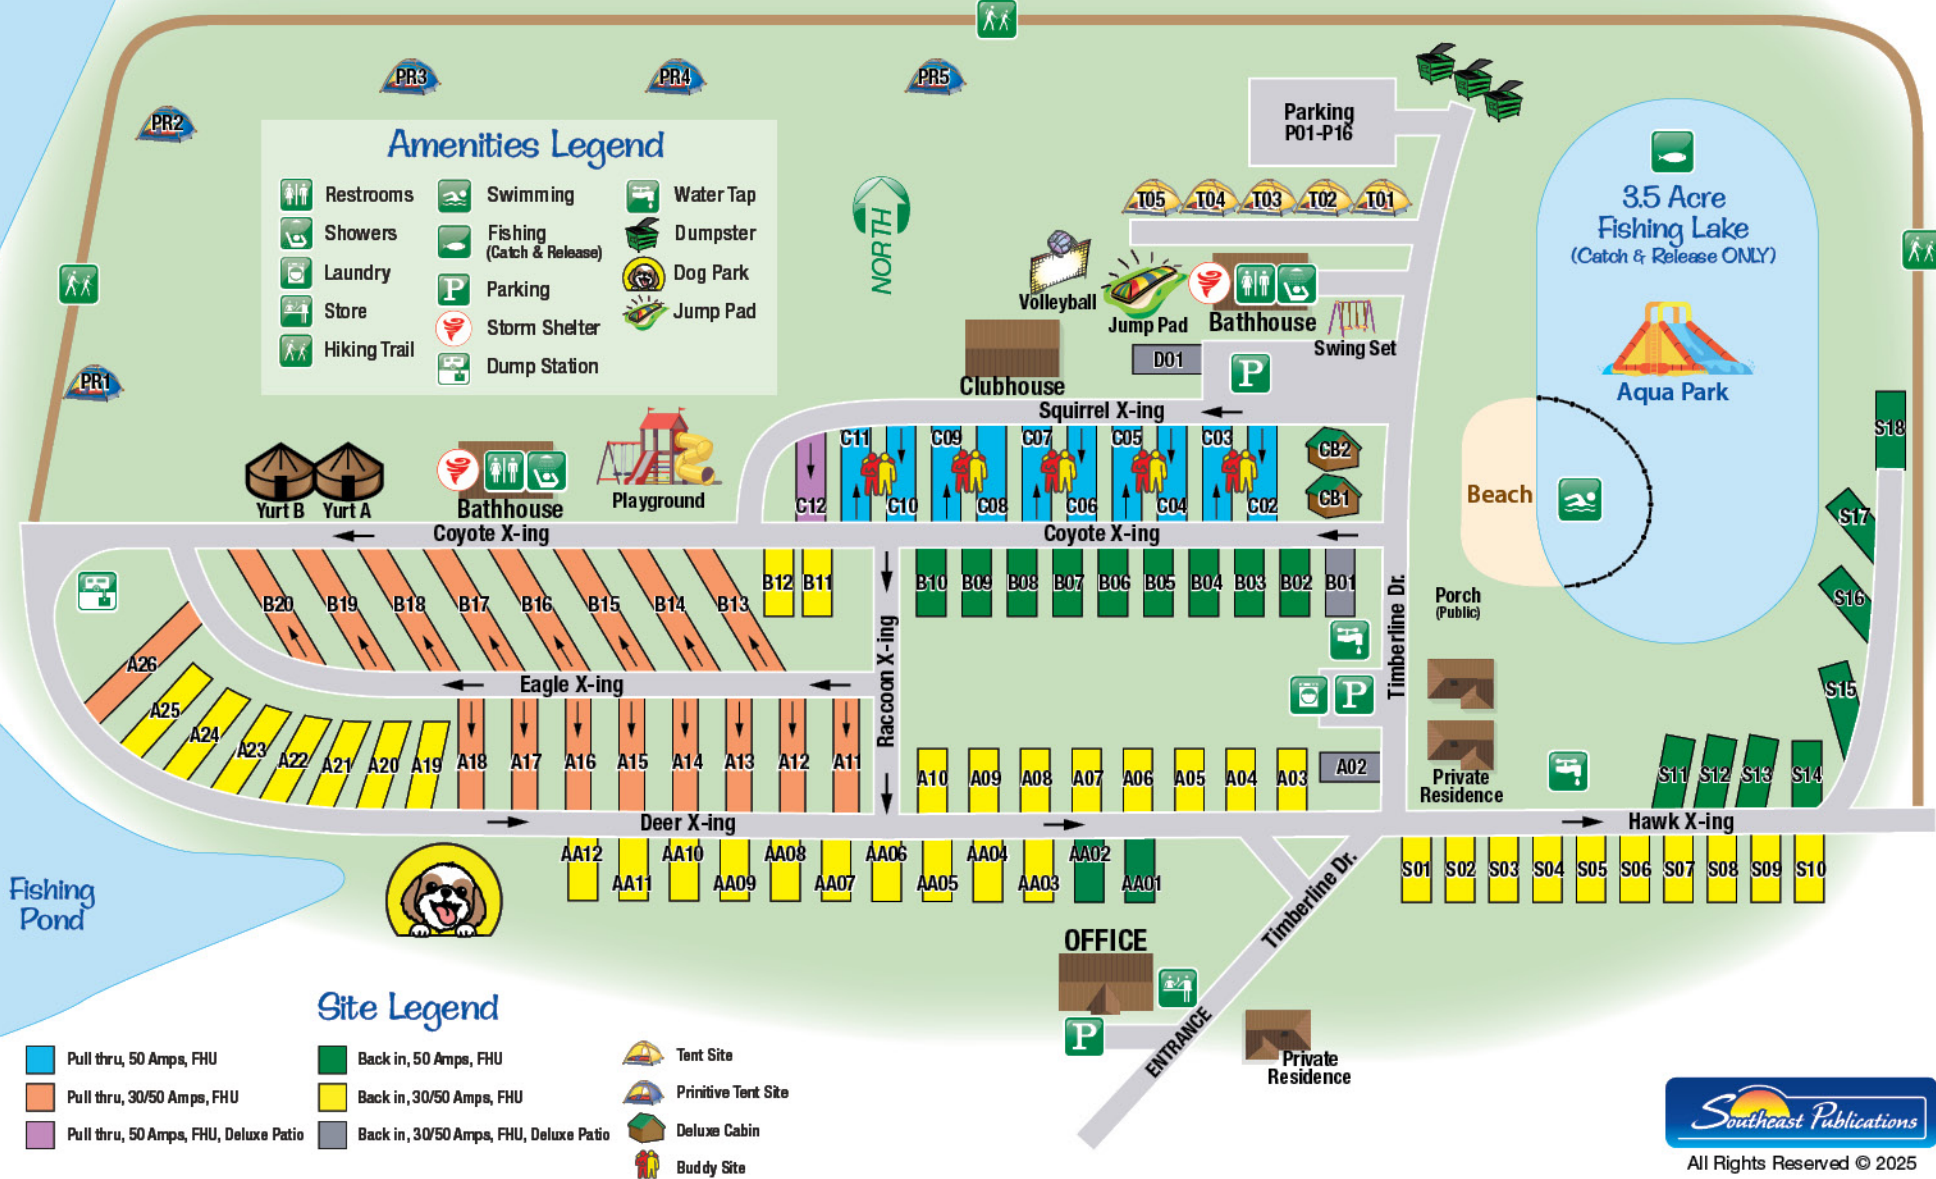 PR2
PR3
PR4
PR5
PR1
Amenities Legend
Restrooms
Showers
Laundry
Store
Hiking Trail
Swimming
Fishing
(Catch & Release)
P
Parking
Storm Shelter
Dump Station
Water Tap
Dumpster
Dog Park
Jump Pad
NORTH
Parking
P01-P16
T05 T04 T03 T02 T01
Volleyball
Jump Pad
Bathhouse
Swing Set
D01
P
Clubhouse
3.5 Acre
Fishing Lake
(Catch & Release ONLY)
Aqua Park
Beach
Squirrel X-ing
C11 C09 C07 C05 C03
C12 C10 C08 C06 C04 C02
CB2
CB1
Yurt B Yurt A
Bathhouse
Playground
Coyote X-ing
Coyote X-ing
B20 B19 B18 B17 B16 B15 B14 B13 B12 B11
B10 B09 B08 B07 B06 B05 B04 B03 B02 B01
Raccoon X-ing
Timberline Dr.
Porch
(Public)
P
Private
Residence
Eagle X-ing
A26
A25
A24
A23
A22
A21 A20 A19 A18 A17 A16 A15 A14 A13 A12 A11
A10 A09 A08 A07 A06 A05 A04 A03 A02
S18
S17
S16
S15
S11 S12 S13 S14
Deer X-ing
Hawk X-ing
AA12 AA10 AA08 AA06 AA04 AA02
AA11 AA09 AA07 AA05 AA03 AA01
S01 S02 S03 S04 S05 S06 S07 S08 S09 S10
Timberline Dr.
Fishing
Pond
OFFICE
P
ENTRANCE
Private
Residence
Site Legend
Pull thru, 50 Amps, FHU
Pull thru, 30/50 Amps, FHU
Pull thru, 50 Amps, FHU, Deluxe Patio
Back in, 50 Amps, FHU
Back in, 30/50 Amps, FHU
Back in, 30/50 Amps, FHU, Deluxe Patio
Tent Site
Prinitive Tent Site
Deluxe Cabin
Buddy Site
Southeast Publications
All Rights Reserved © 2025